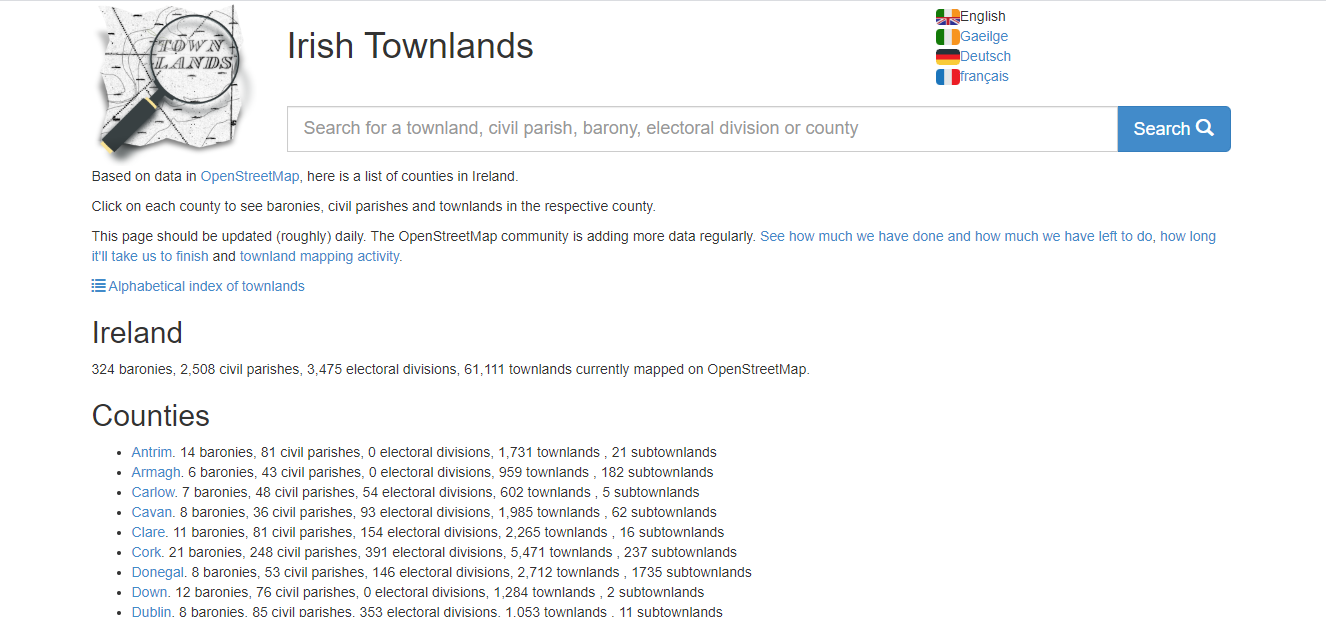 TOWN
LANDS
Irish Townlands
English
Gaeilge
Deutsch
français
Search for a townland, civil parish, barony, electoral division or county
Search
Based on data in OpenStreetMap, here is a list of counties in Ireland.
Click on each county to see baronies, civil parishes and townlands in the respective county.
This page should be updated (roughly) daily. The OpenStreetMap community is adding more data regularly. See how much we have done and how much we have left to do, how long
it'll take us to finish and townland mapping activity.
Alphabetical index of townlands
Ireland
324 baronies, 2,508 civil parishes, 3,475 electoral divisions, 61,111 townlands currently mapped on OpenStreetMap.
Counties
• Antrim. 14 baronies, 81 civil parishes, 0 electoral divisions, 1,731 townlands , 21 subtownlands
• Armagh. 6 baronies, 43 civil parishes, 0 electoral divisions, 959 townlands , 182 subtownlands
• Carlow. 7 baronies, 48 civil parishes, 54 electoral divisions, 602 townlands , 5 subtownlands
• Cavan. 8 baronies, 36 civil parishes, 93 electoral divisions, 1,985 townlands , 62 subtownlands
• Clare. 11 baronies, 81 civil parishes, 154 electoral divisions, 2,265 townlands , 16 subtownlands
• Cork. 21 baronies, 248 civil parishes, 391 electoral divisions, 5,471 townlands , 237 subtownlands
• Donegal. 8 baronies, 53 civil parishes, 146 electoral divisions, 2,712 townlands , 1735 subtownlands
• Down. 12 baronies, 76 civil parishes, 0 electoral divisions, 1,284 townlands , 2 subtownlands
• Dublin. 8 baronies, 85 civil parishes, 353 electoral divisions, 1,053 townlands , 11 subtownlands